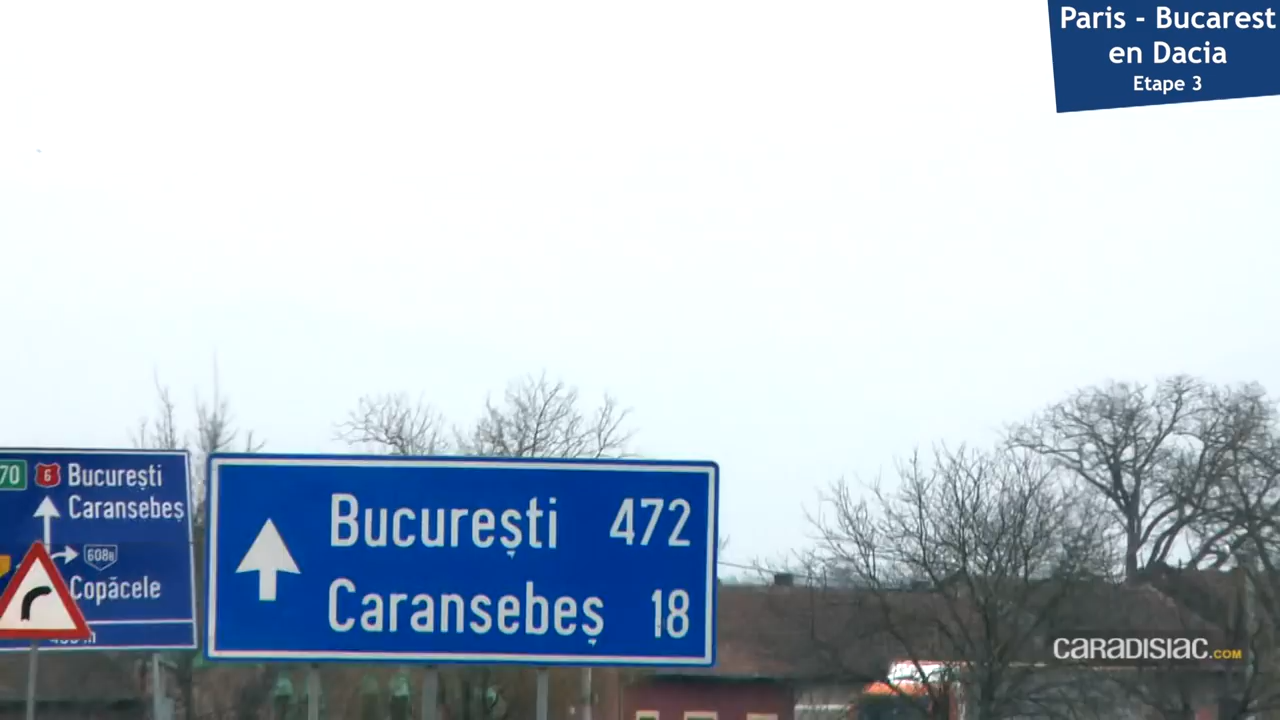 Paris - Bucarest
en Dacia
Etape 3
70 6 București
Caransebeș
608B
Copăcele
București 472
Caransebeș 18
CARADISIAC.COM